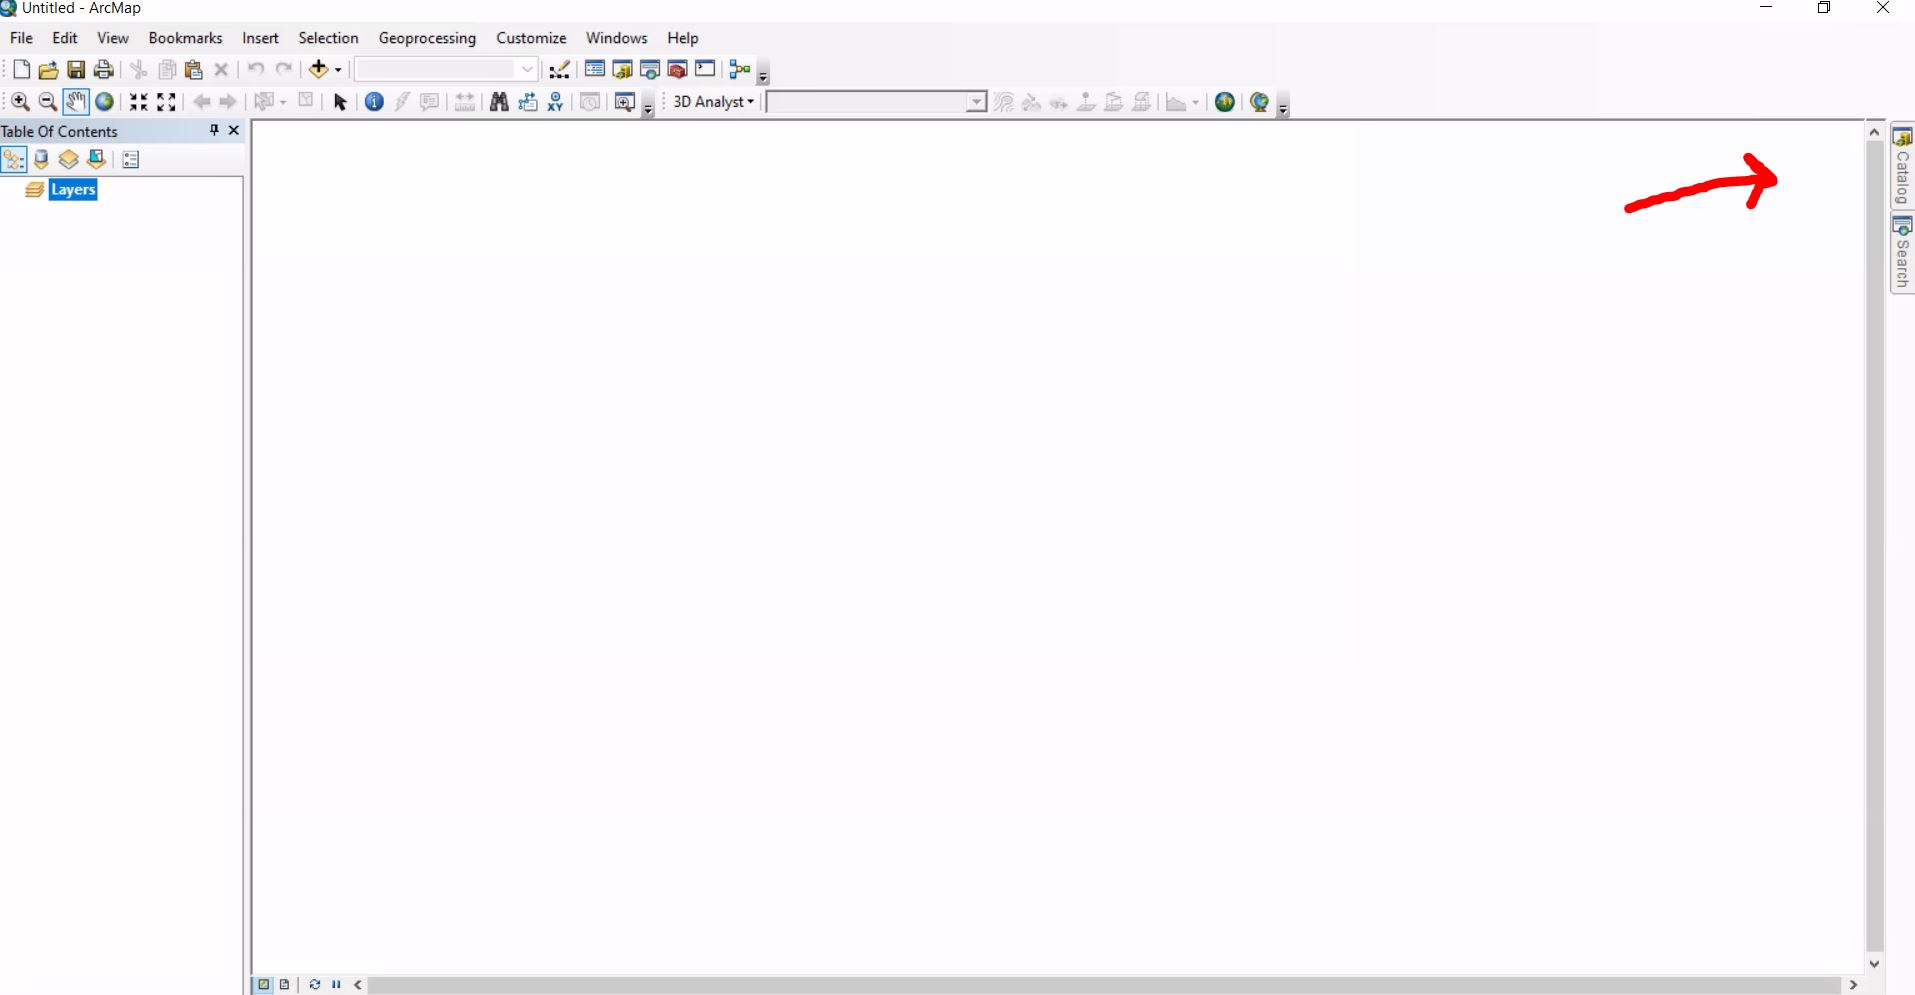 Untitled - ArcMap
File Edit View Bookmarks Insert Selection Geoprocessing Customize Windows Help
XY
3D Analyst
Table Of Contents
Layers
Catalog
Search